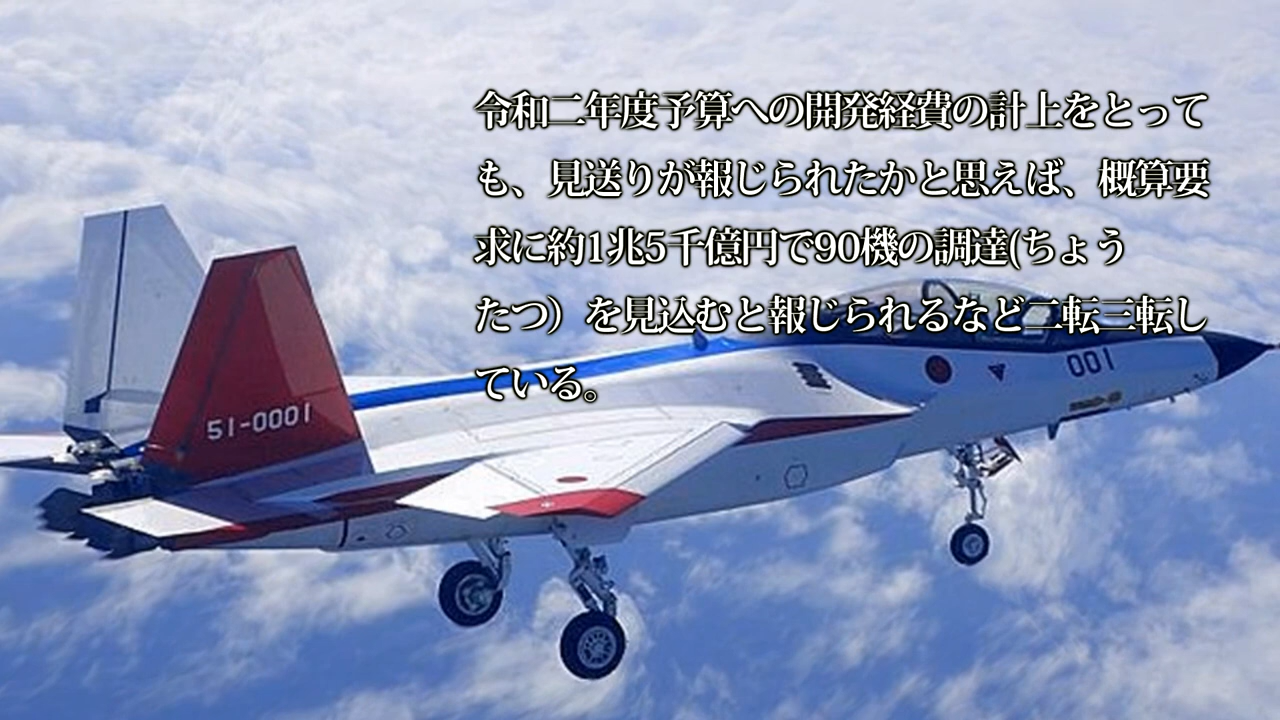 令和二年度予算への開発経費の計上をとって
も、見送りが報じられたかと思えば、概算要
求に約1兆5千億円で90機の調達(ちょう
たつ）を見込むと報じられるなど二転三転し
ている。
001
51-0001